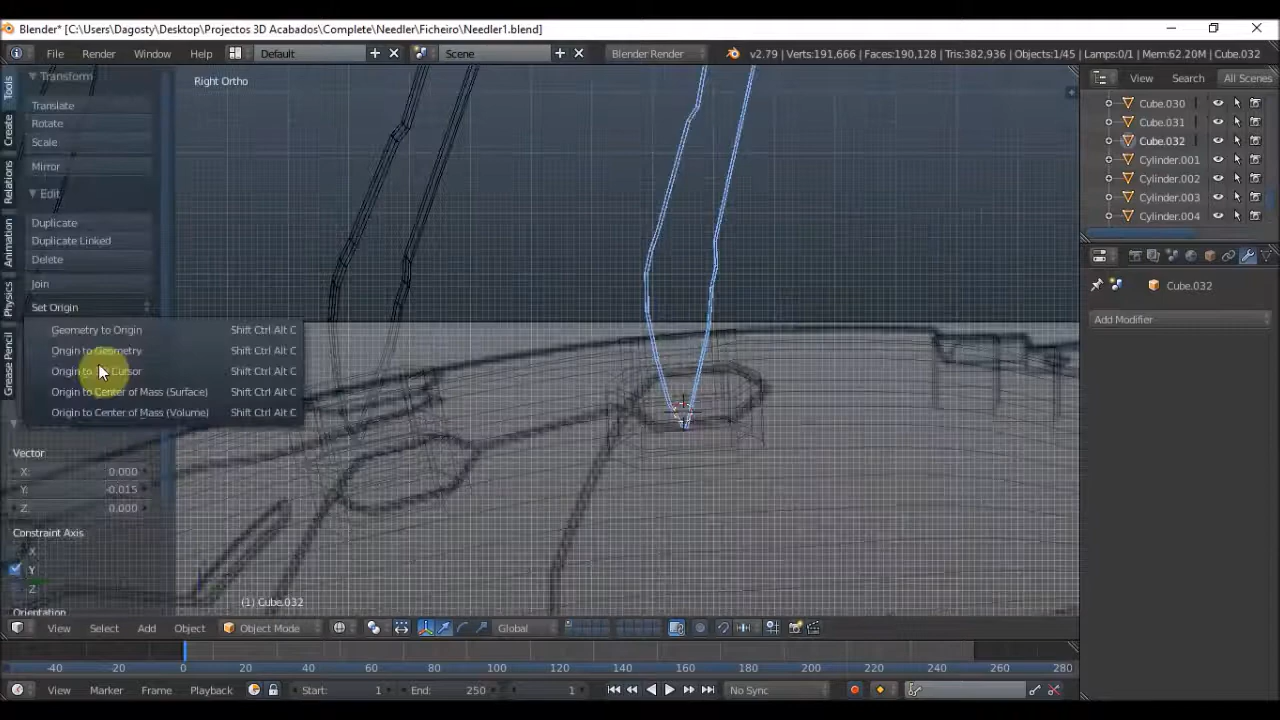 Blender* [C:\Users\Dagosty\Desktop\Projectos 3D Acabados\Complete\Needler\Ficheiro\Needler1.blend]
File Render Window Help Default Scene Blender Render v2.79 | Verts:191,666 | Faces:190,128 | Tris:382,936 | Objects:1/45 | Lamps:0/1 | Mem:62.20M | Cube.032
Tools
Create
Relations
Animation
Physics
Grease Pencil
Transform
Translate
Rotate
Scale
Mirror
Edit
Duplicate
Duplicate Linked
Delete
Join
Set Origin
Geometry to Origin Shift Ctrl Alt C
Origin to Geometry Shift Ctrl Alt C
Origin to Cursor Shift Ctrl Alt C
Origin to Center of Mass (Surface) Shift Ctrl Alt C
Origin to Center of Mass (Volume) Shift Ctrl Alt C
Vector
X: 0.000
Y: -0.015
Z: 0.000
Constraint Axis
X
Y
Z
Orientation
Right Ortho
(1) Cube.032
View Search All Scenes
Cube.030
Cube.031
Cube.032
Cylinder.001
Cylinder.002
Cylinder.003
Cylinder.004
Cube.032
Add Modifier
View Select Add Object Object Mode Global
-40 -20 0 20 40 60 80 100 120 140 160 180 200 220 240 260 280
View Marker Frame Playback Start: 1 End: 250 1 No Sync